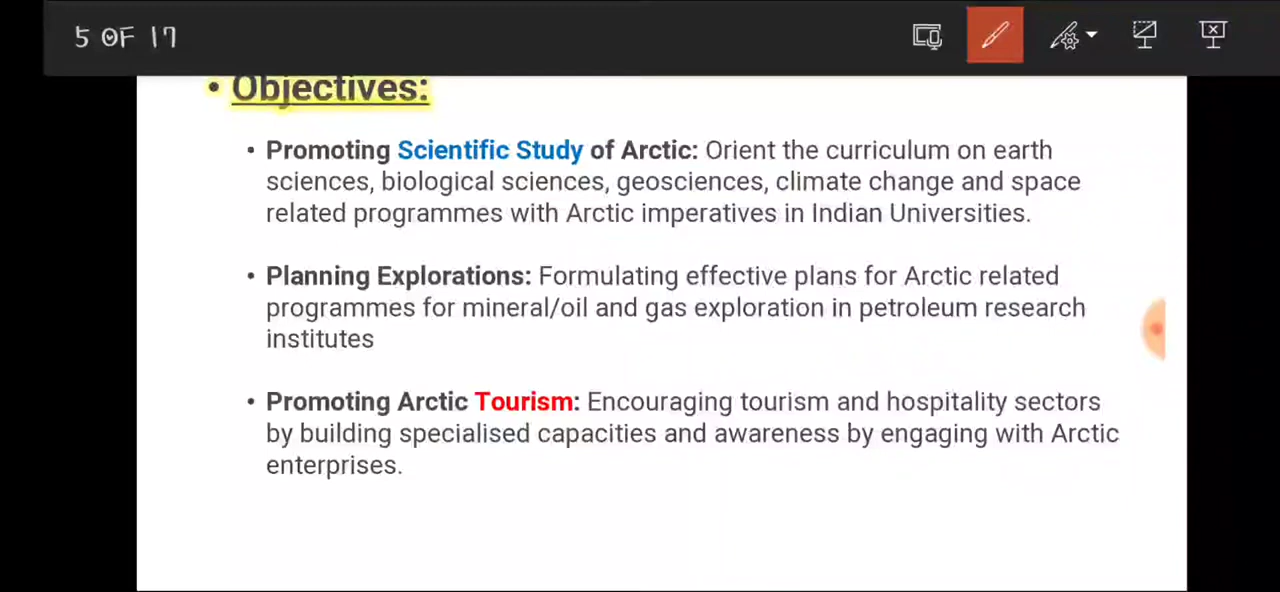 5 OF 17
• Objectives:
• Promoting Scientific Study of Arctic: Orient the curriculum on earth
sciences, biological sciences, geosciences, climate change and space
related programmes with Arctic imperatives in Indian Universities.
• Planning Explorations: Formulating effective plans for Arctic related
programmes for mineral/oil and gas exploration in petroleum research
institutes
• Promoting Arctic Tourism: Encouraging tourism and hospitality sectors
by building specialised capacities and awareness by engaging with Arctic
enterprises.